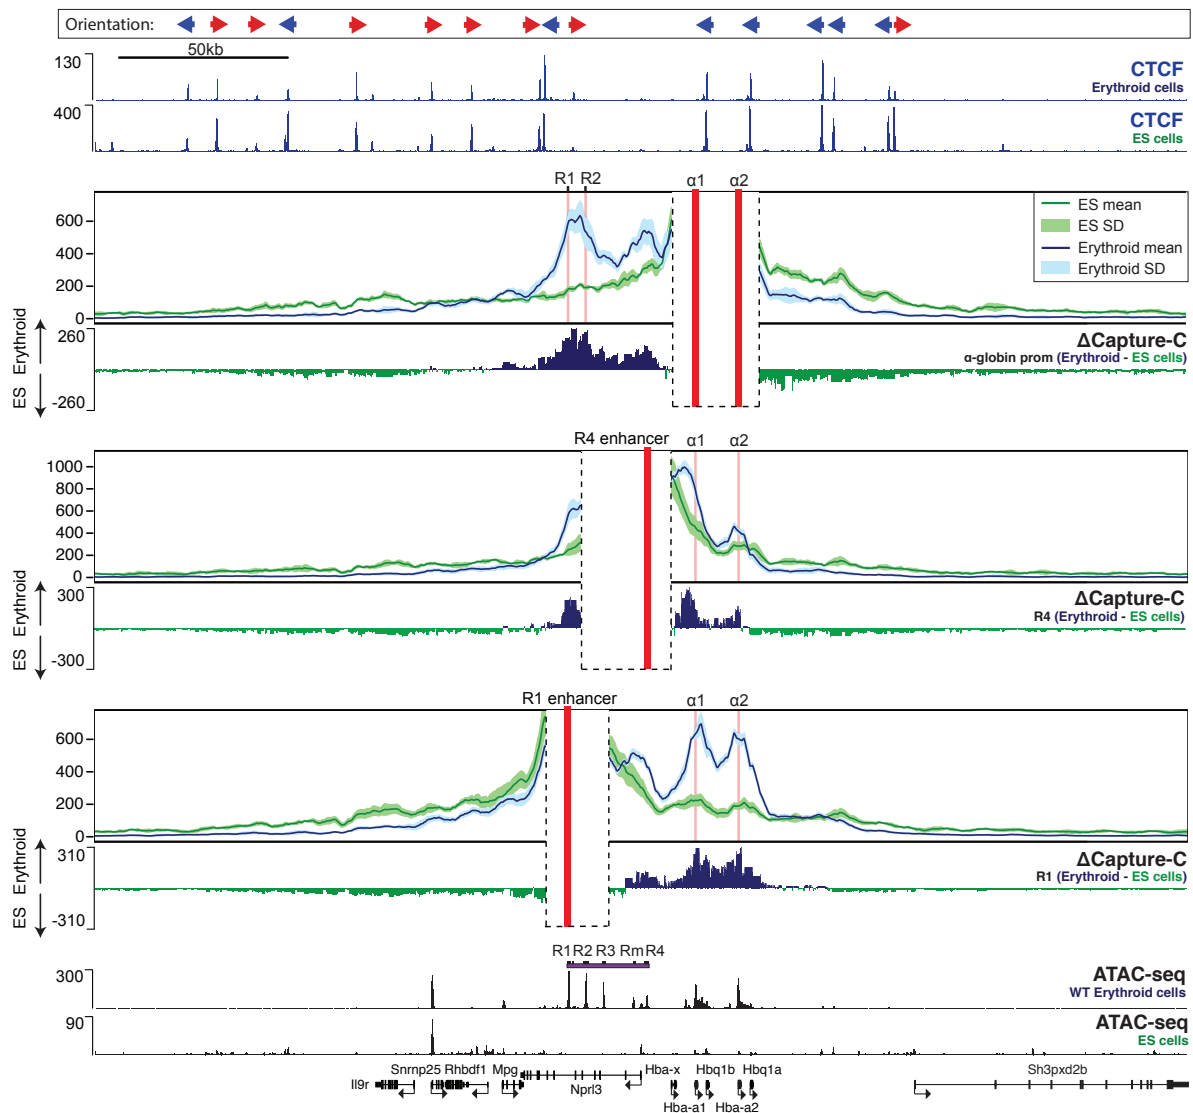 Orientation:
50kb
130
CTCF
Erythroid cells
400
CTCF
ES cells
R1 R2 α1 α2
600
400
200
0
ES mean
ES SD
Erythroid mean
Erythroid SD
ES Erythroid
260
-260
ΔCapture-C
α-globin prom (Erythroid - ES cells)
R4 enhancer α1 α2
1000
800
600
400
200
0
ES Erythroid
300
-300
ΔCapture-C
R4 (Erythroid - ES cells)
R1 enhancer α1 α2
600
400
200
0
ES Erythroid
310
-310
ΔCapture-C
R1 (Erythroid - ES cells)
R1 R2 R3 Rm R4
300
ATAC-seq
WT Erythroid cells
90
ATAC-seq
ES cells
Il9r Snrnp25 Rhbdf1 Mpg Nprl3 Hba-x Hbq1b Hbq1a Sh3pxd2b
Hba-a1 Hba-a2